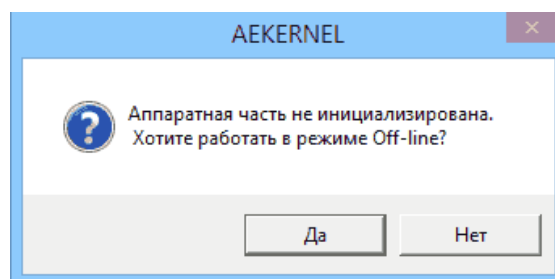 AEKERNEL
Аппаратная часть не инициализирована.
Хотите работать в режиме Off-line?
Да
Нет